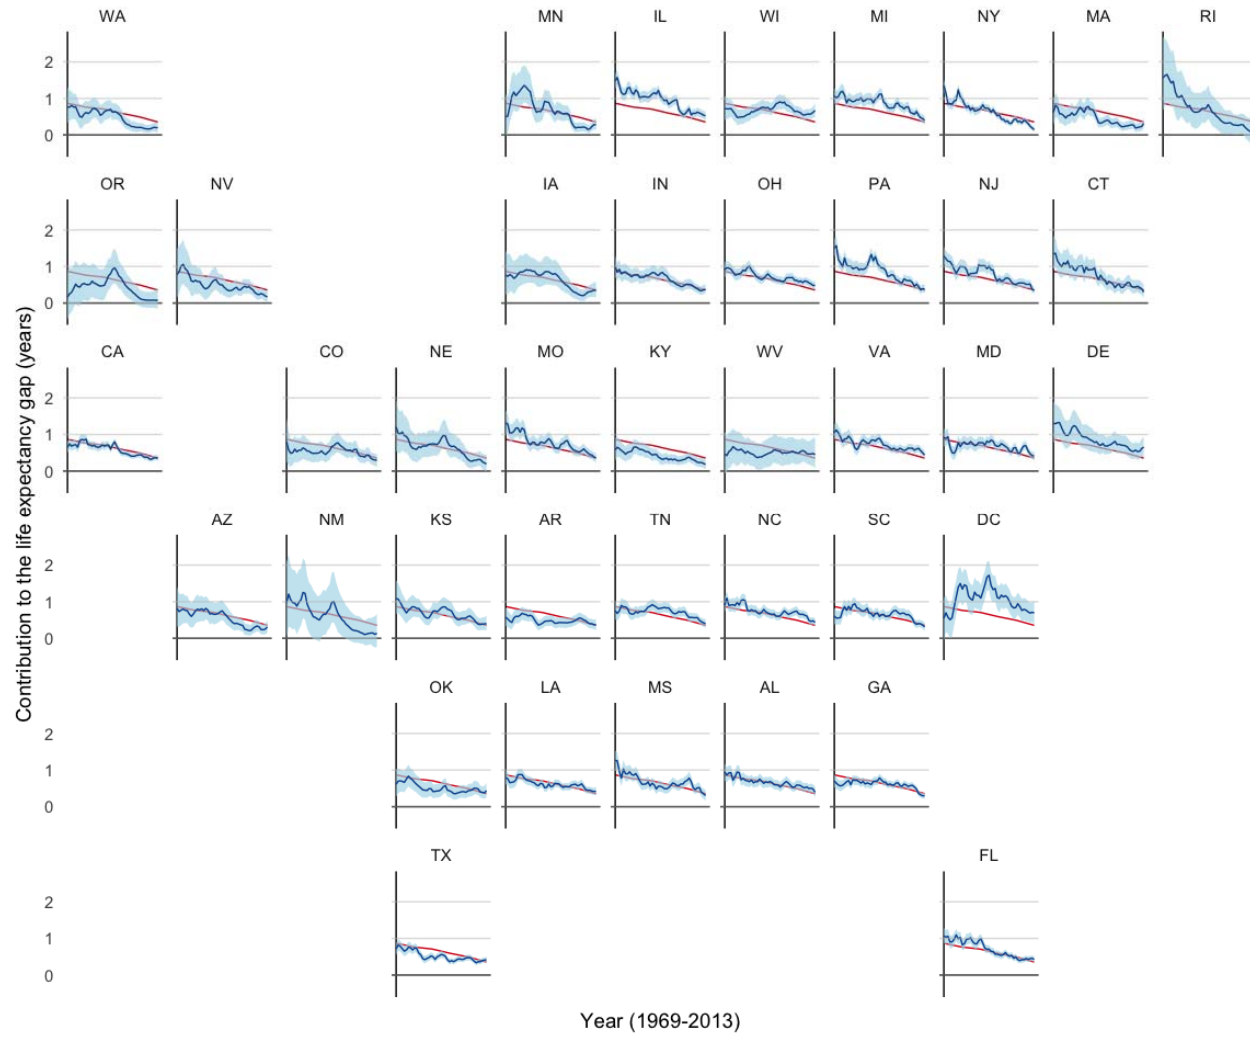 WA MN IL WI MI NY MA RI
2
1
0
OR NV IA IN OH PA NJ CT
2
1
0
CA CO NE MO KY WV VA MD DE
2
1
0
AZ NM KS AR TN NC SC DC
2
1
0
OK LA MS AL GA
2
1
0
TX FL
2
1
0
Contribution to the life expectancy gap (years)
Year (1969-2013)